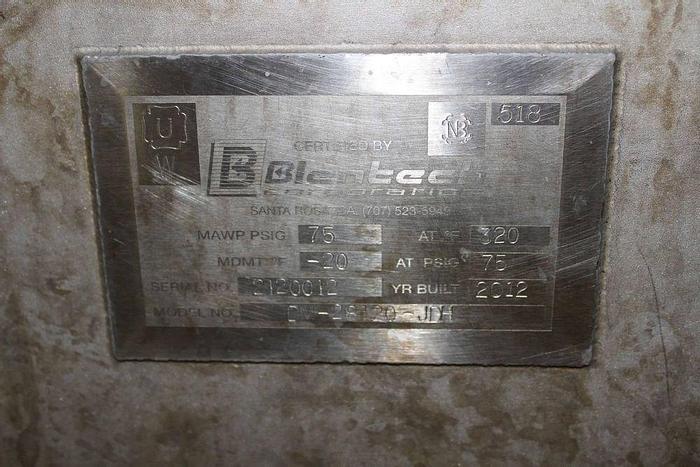 U
W
NB 518
CERTIFIED BY
Blentech
Corporation
SANTA ROSA, CA. (707) 523-5949
MAWP PSIG 75 AT °F 320
MDMT °F -20 AT PSIG 75
SERIAL NO. 2120012 YR BUILT 2012
MODEL NO.